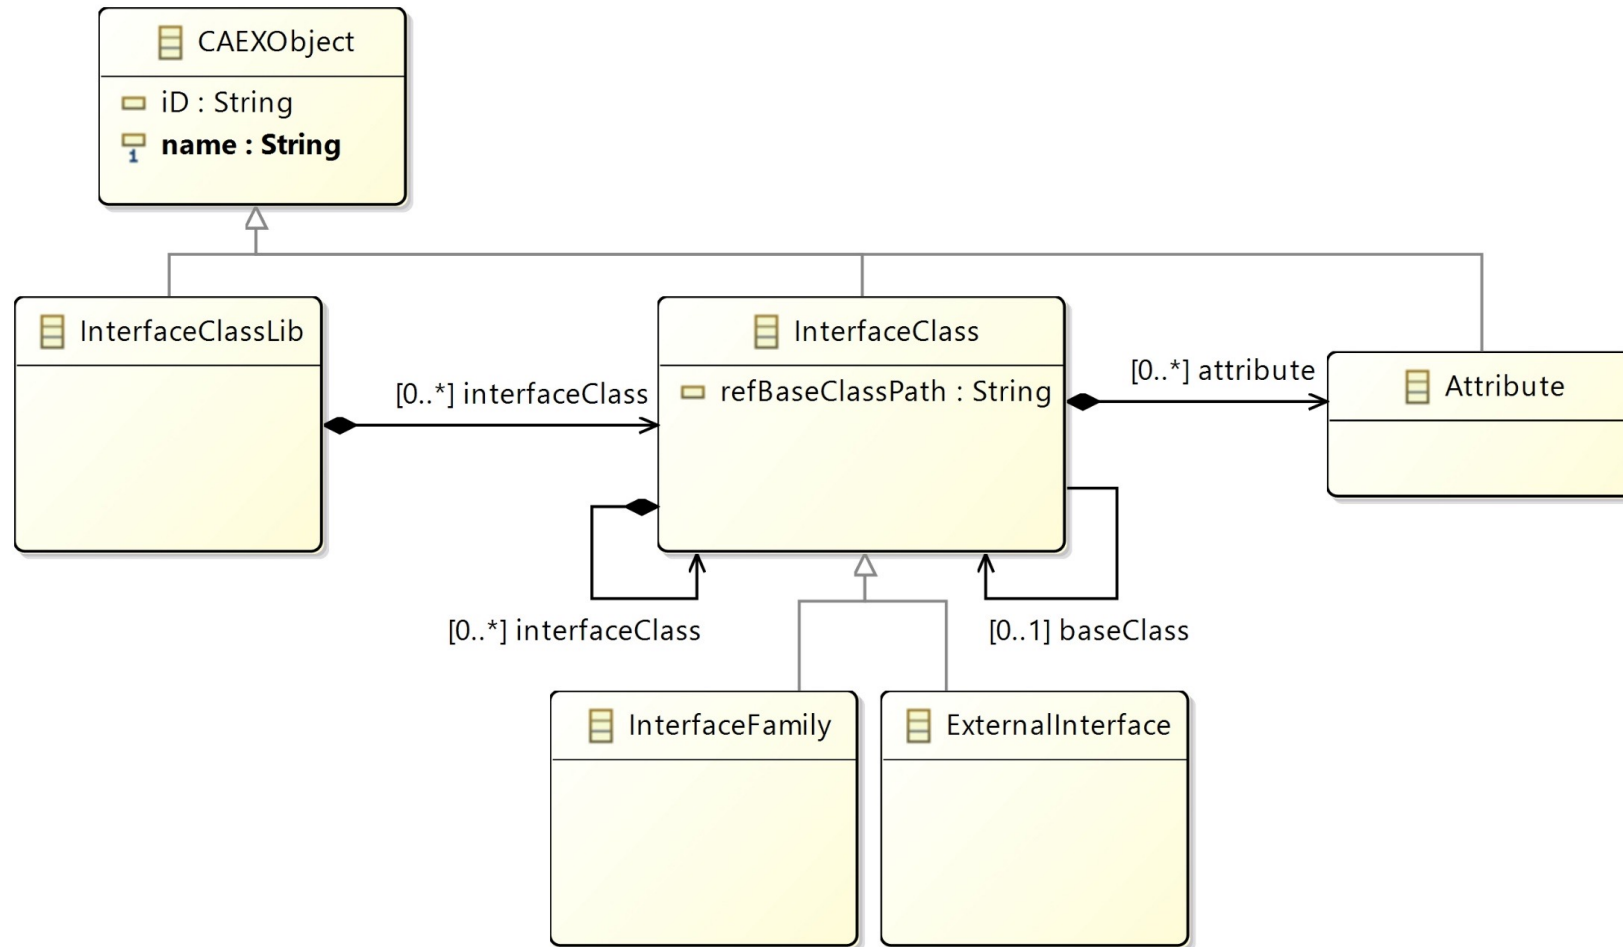 CAEXObject
iD : String
1 name : String
InterfaceClassLib
InterfaceClass
refBaseClassPath : String
Attribute
[0..*] interfaceClass
[0..*] attribute
[0..*] interfaceClass
[0..1] baseClass
InterfaceFamily
ExternalInterface